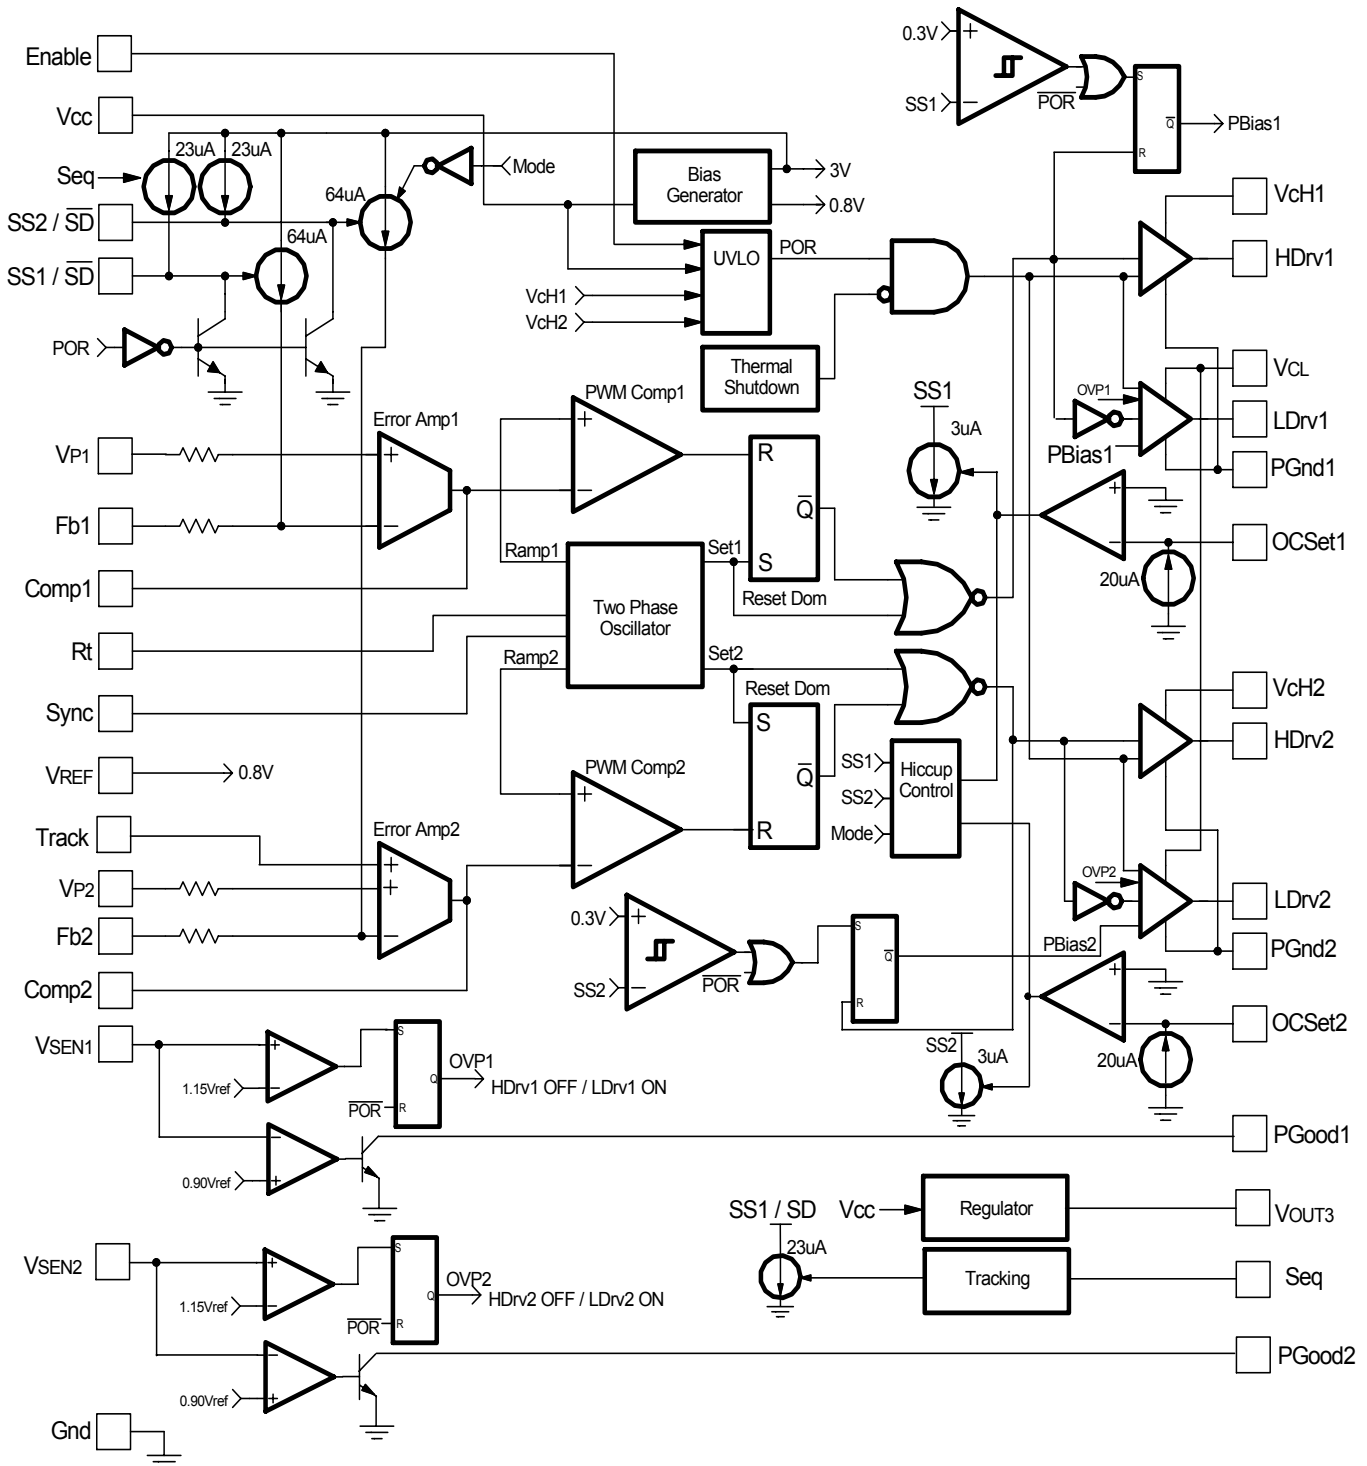 Enable
Vcc
Seq
SS2 / SD
SS1 / SD
POR
23uA
23uA
64uA
64uA
Mode
Bias
Generator
3V
0.8V
UVLO
POR
VcH1
VcH2
Thermal
Shutdown
0.3V
SS1
POR
S
Q
R
PBias1
VcH1
HDrv1
VCL
OVP1
LDrv1
PBias1
PGnd1
SS1
3uA
OCSet1
20uA
VP1
Fb1
Comp1
Rt
Sync
VREF
0.8V
Track
VP2
Fb2
Comp2
Error Amp1
PWM Comp1
R
Q
S
Ramp1
Set1
Reset Dom
Two Phase
Oscillator
Ramp2
Set2
Reset Dom
S
Q
R
PWM Comp2
Error Amp2
SS1
SS2
Mode
Hiccup
Control
VcH2
HDrv2
OVP2
LDrv2
PBias2
PGnd2
0.3V
SS2
POR
S
Q
R
SS2
3uA
OCSet2
20uA
VSEN1
1.15Vref
POR
S
Q
R
OVP1
HDrv1 OFF / LDrv1 ON
0.90Vref
PGood1
SS1 / SD
23uA
Vcc
Regulator
VOUT3
Tracking
Seq
VSEN2
1.15Vref
POR
S
Q
R
OVP2
HDrv2 OFF / LDrv2 ON
0.90Vref
PGood2
Gnd